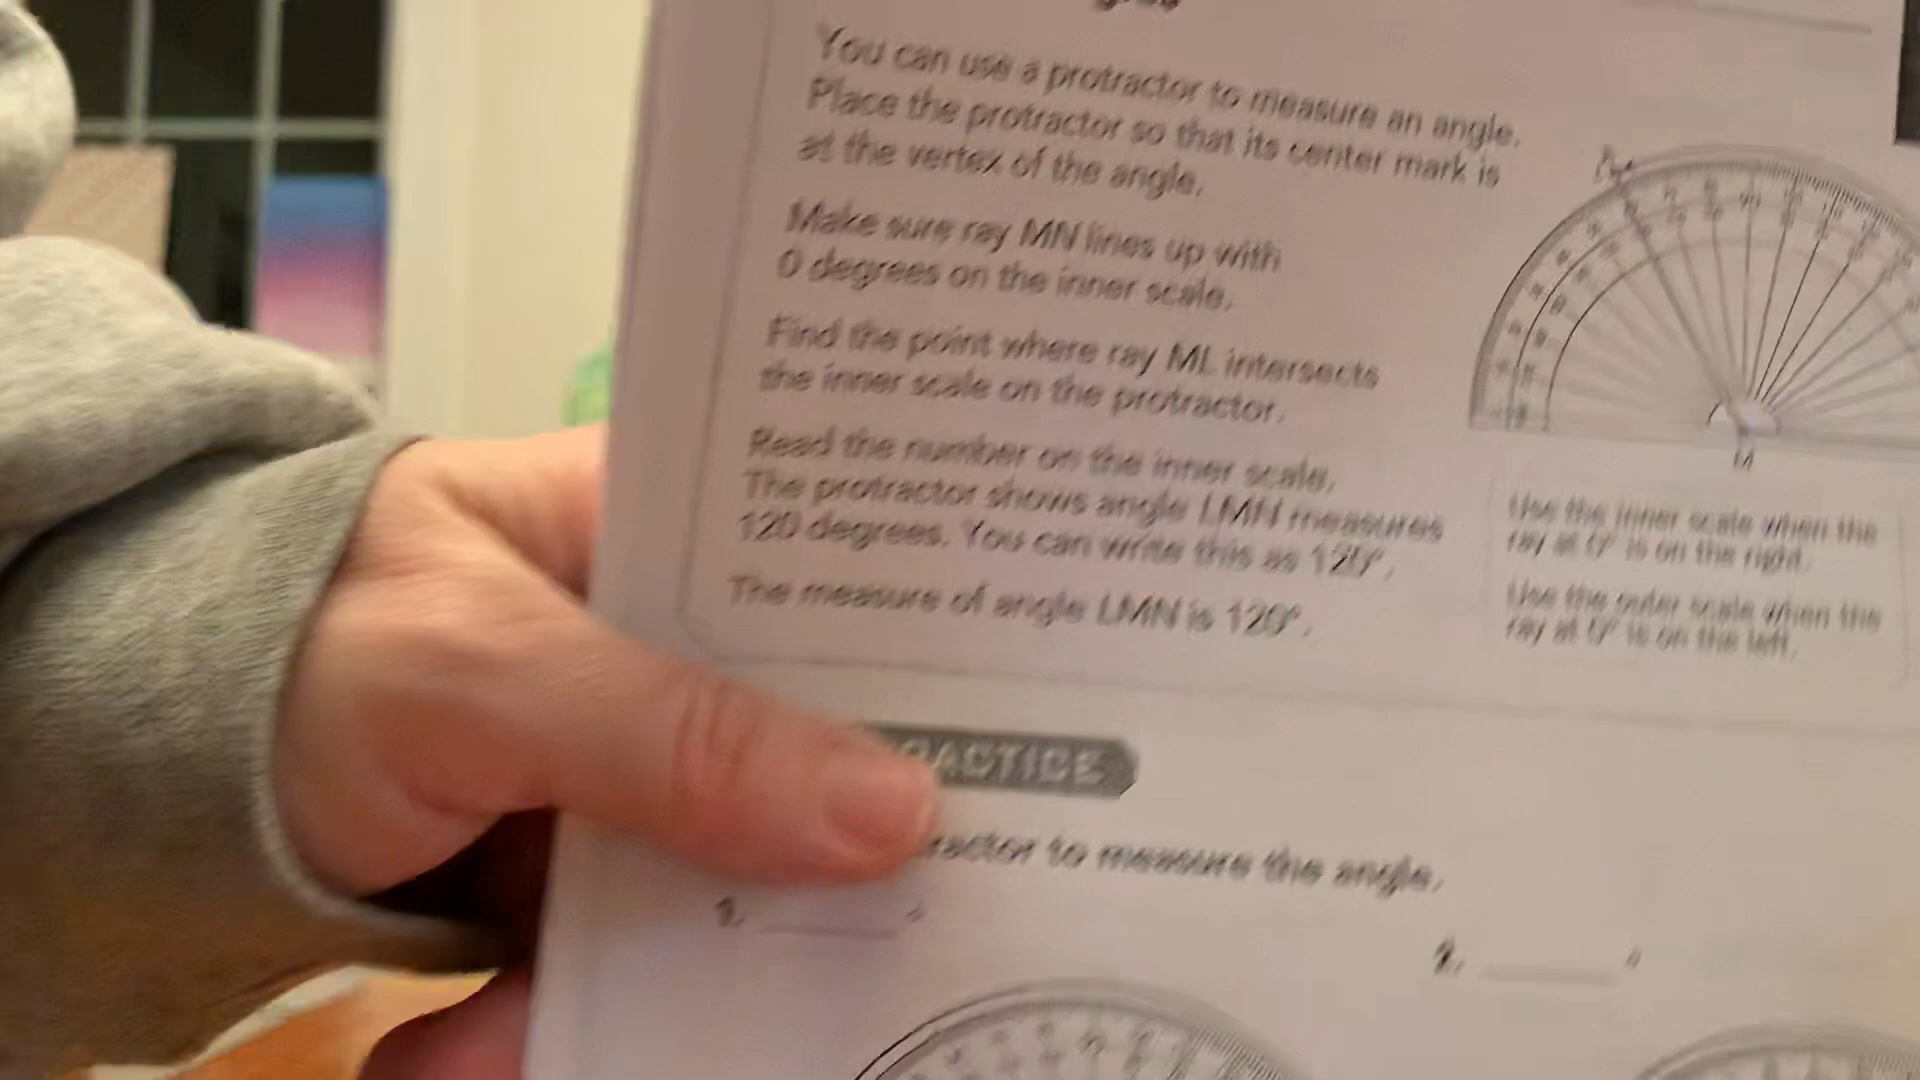 You can use a protractor to measure an angle.
Place the protractor so that its center mark is
at the vertex of the angle.
Make sure ray MN lines up with
0 degrees on the inner scale.
Find the point where ray ML intersects
the inner scale on the protractor.
Read the number on the inner scale.
The protractor shows angle LMN measures
120 degrees. You can write this as 120°.
The measure of angle LMN is 120°.
M
Use the inner scale when the
ray at 0° is on the right.
Use the outer scale when the
ray at 0° is on the left.
RACTICE
ractor to measure the angle.
1. ______ °
2. ______ °